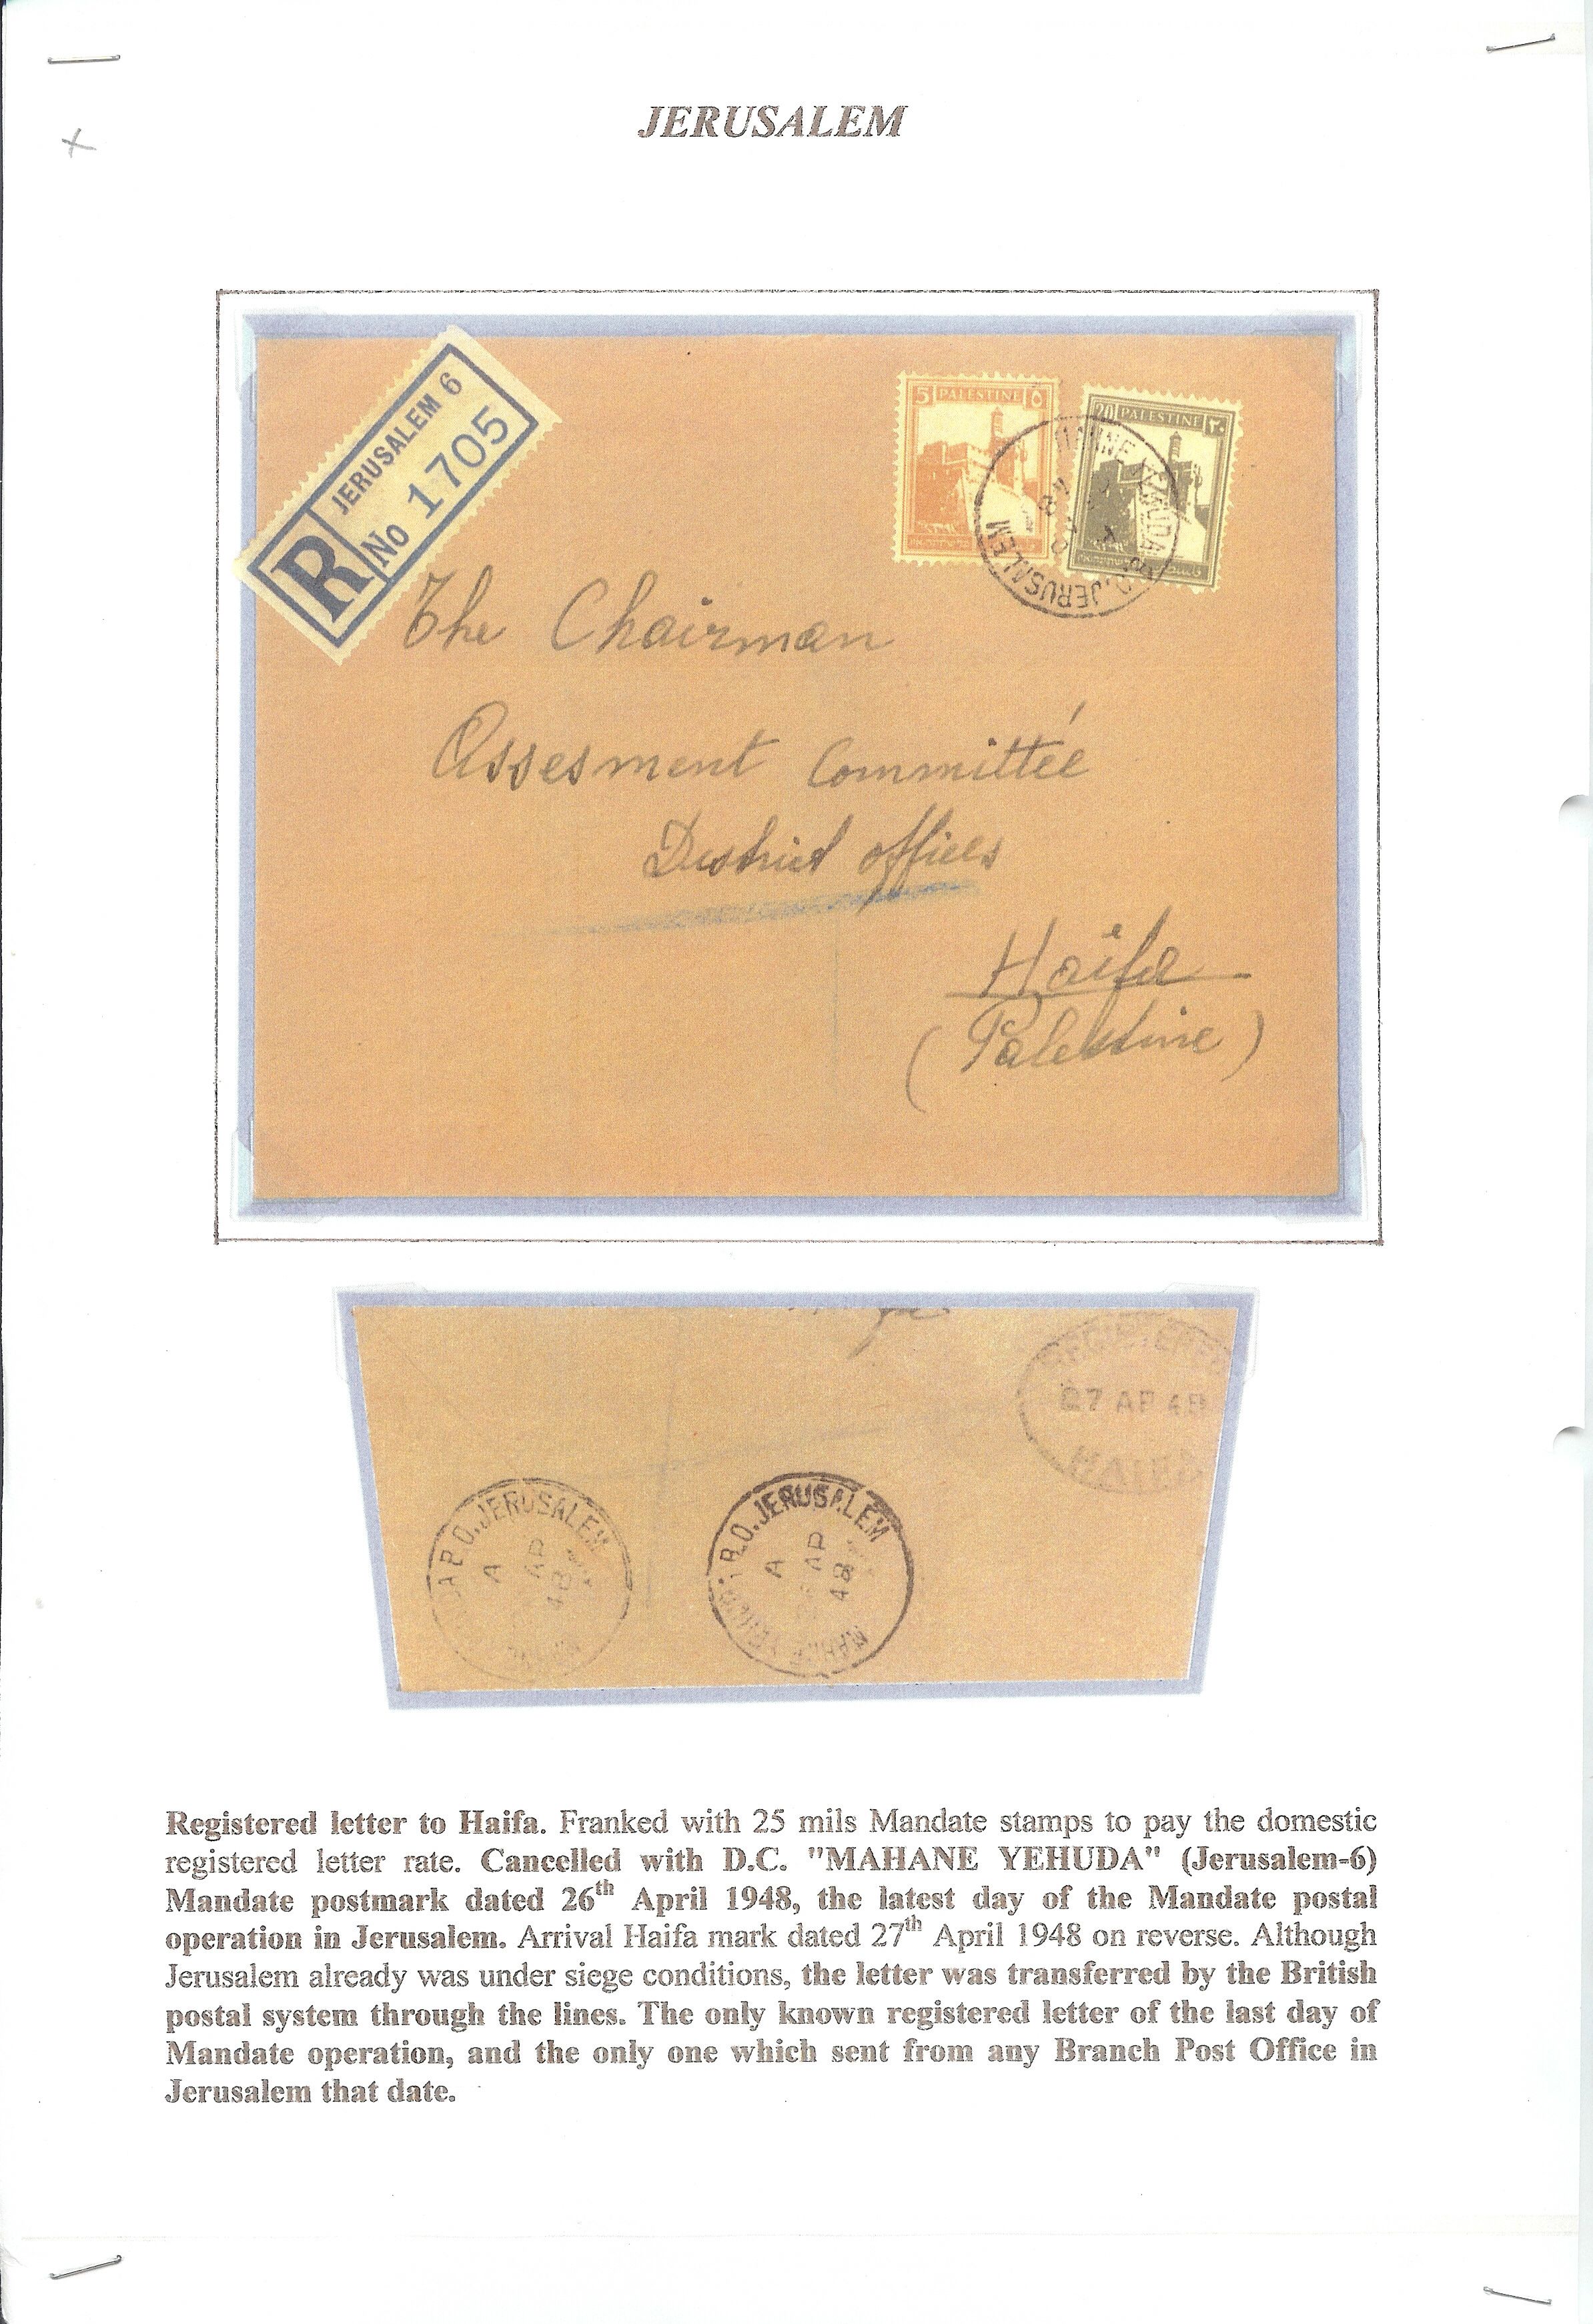 JERUSALEM
JERUSALEM 6
R No 1705
5 PALESTINE ٥
20 PALESTINE ٢٠
P.O. JERUSALEM
The Chairman
Assesment Committée
District offices
Haifa
(Palestine)
REGISTERED
27 AP 48
HAIFA
P.O. JERUSALEM
A
AP
48
P.O. JERUSALEM
A
AP
48
Registered letter to Haifa. Franked with 25 mils Mandate stamps to pay the domestic
registered letter rate. Cancelled with D.C. "MAHANE YEHUDA" (Jerusalem-6)
Mandate postmark dated 26th April 1948, the latest day of the Mandate postal
operation in Jerusalem. Arrival Haifa mark dated 27th April 1948 on reverse. Although
Jerusalem already was under siege conditions, the letter was transferred by the British
postal system through the lines. The only known registered letter of the last day of
Mandate operation, and the only one which sent from any Branch Post Office in
Jerusalem that date.